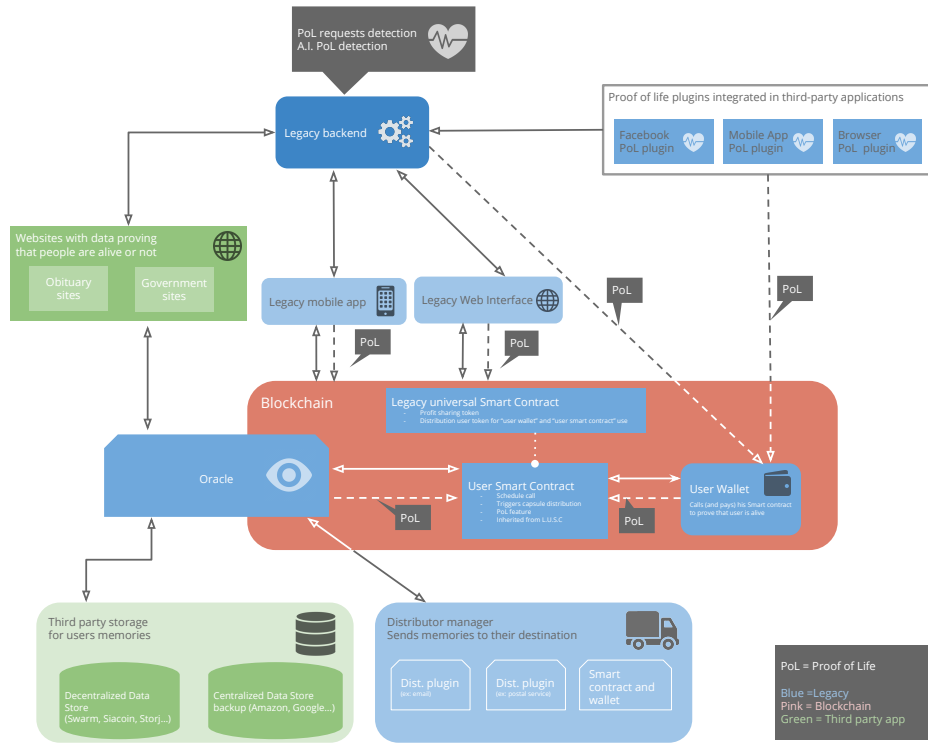 PoL requests detection
A.I. PoL detection
Legacy backend
Proof of life plugins integrated in third-party applications
Facebook
PoL plugin
Mobile App
PoL plugin
Browser
PoL plugin
Websites with data proving
that people are alive or not
Obituary
sites
Government
sites
Legacy mobile app
Legacy Web Interface
PoL
PoL
PoL
PoL
Blockchain
Legacy universal Smart Contract
- Profit sharing token
- Distribution user token for “user wallet” and “user smart contract” use
Oracle
User Smart Contract
- Schedule call
- Triggers capsule distribution
- PoL feature
- Inherited from L.U.S.C
User Wallet
Calls (and pays) his Smart contract
to prove that user is alive
PoL
PoL
Third party storage
for users memories
Decentralized Data
Store
(Swarm, Siacoin, Storj...)
Centralized Data Store
backup (Amazon, Google...)
Distributor manager
Sends memories to their destination
Dist. plugin
(ex: email)
Dist. plugin
(ex: postal service)
Smart
contract and
wallet
PoL = Proof of Life
Blue =Legacy
Pink = Blockchain
Green = Third party app